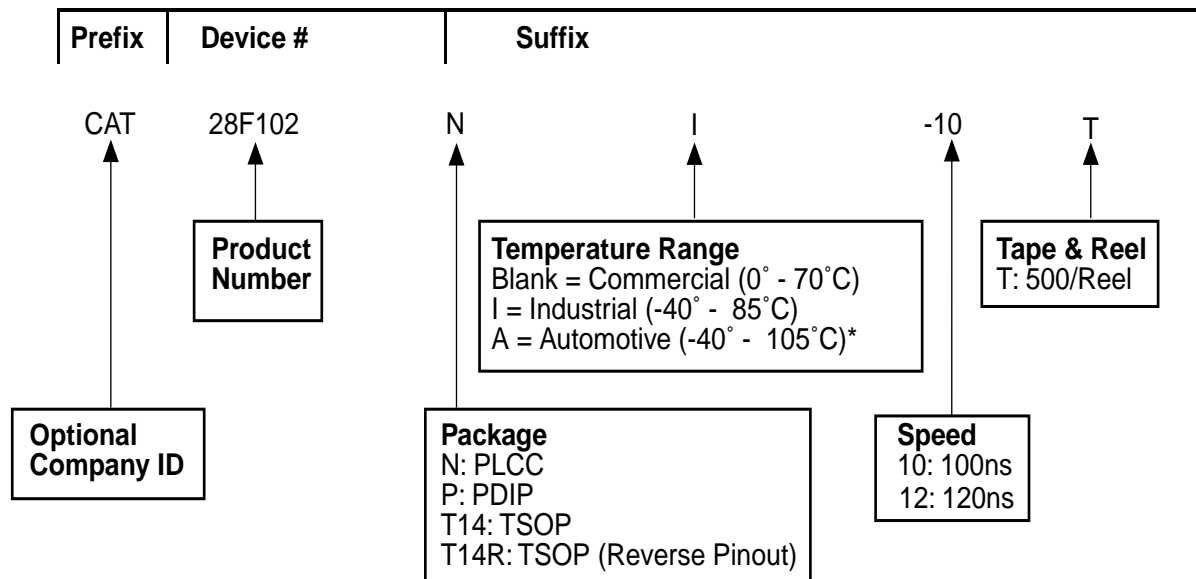 Prefix Device # Suffix
CAT 28F102 N I -10 T
Product
Number
Temperature Range
Blank = Commercial (0˚ - 70˚C)
I = Industrial (-40˚ - 85˚C)
A = Automotive (-40˚ - 105˚C)*
Tape & Reel
T: 500/Reel
Optional
Company ID
Package
N: PLCC
P: PDIP
T14: TSOP
T14R: TSOP (Reverse Pinout)
Speed
10: 100ns
12: 120ns